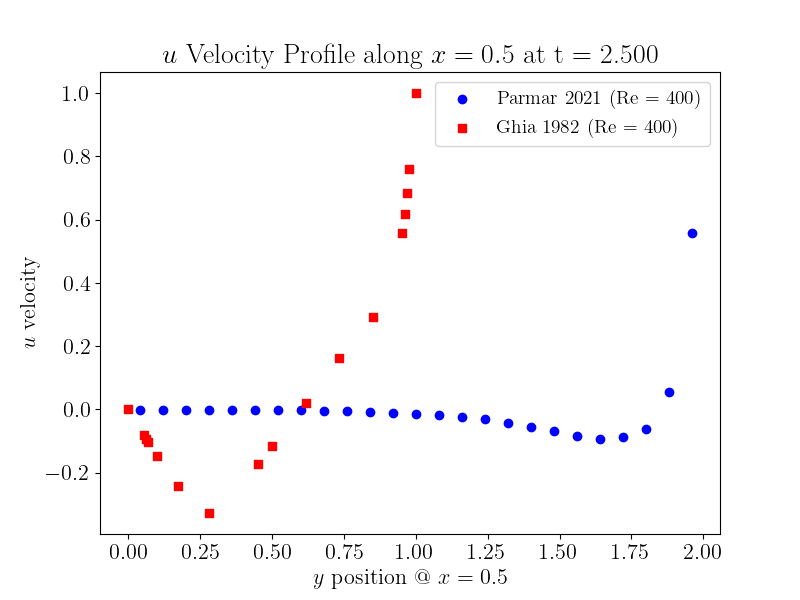 u Velocity Profile along x = 0.5 at t = 2.500
Parmar 2021 (Re = 400)
Ghia 1982 (Re = 400)
1.0
0.8
0.6
0.4
0.2
0.0
−0.2
u velocity
0.00 0.25 0.50 0.75 1.00 1.25 1.50 1.75 2.00
y position @ x = 0.5